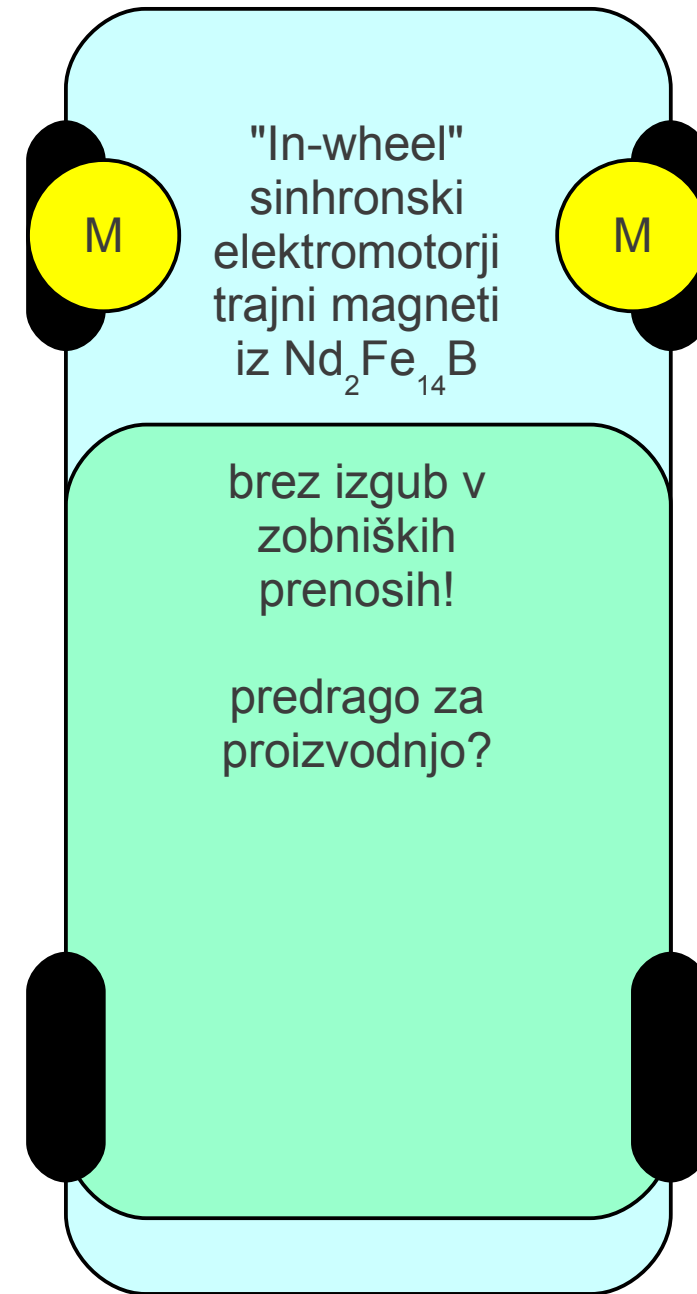 "In-wheel"
sinhronski
M
elektromotorji
M
trajni magneti
iz Nd₂Fe₁₄B
brez izgub v
zobniških
prenosih!
predrago za
proizvodnjo?